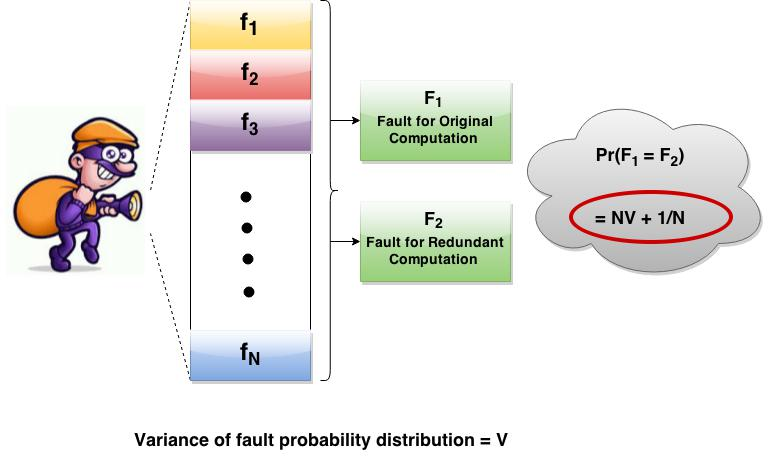 f1
f2
f3
fN
F1
Fault for Original
Computation
F2
Fault for Redundant
Computation
Pr(F1 = F2)
= NV + 1/N
Variance of fault probability distribution = V